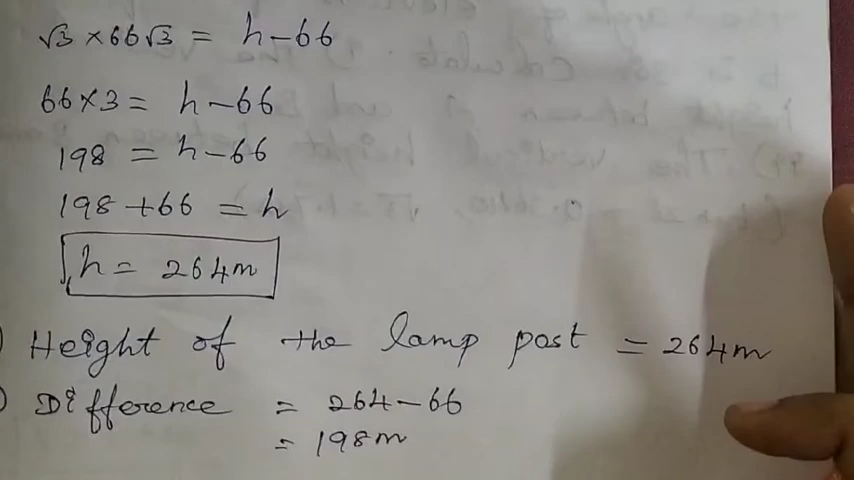 √3 × 66√3 = h - 66
66 × 3 = h - 66
198 = h - 66
198 + 66 = h
h = 264m
) Height of the lamp post = 264m
) Difference = 264 - 66
= 198m